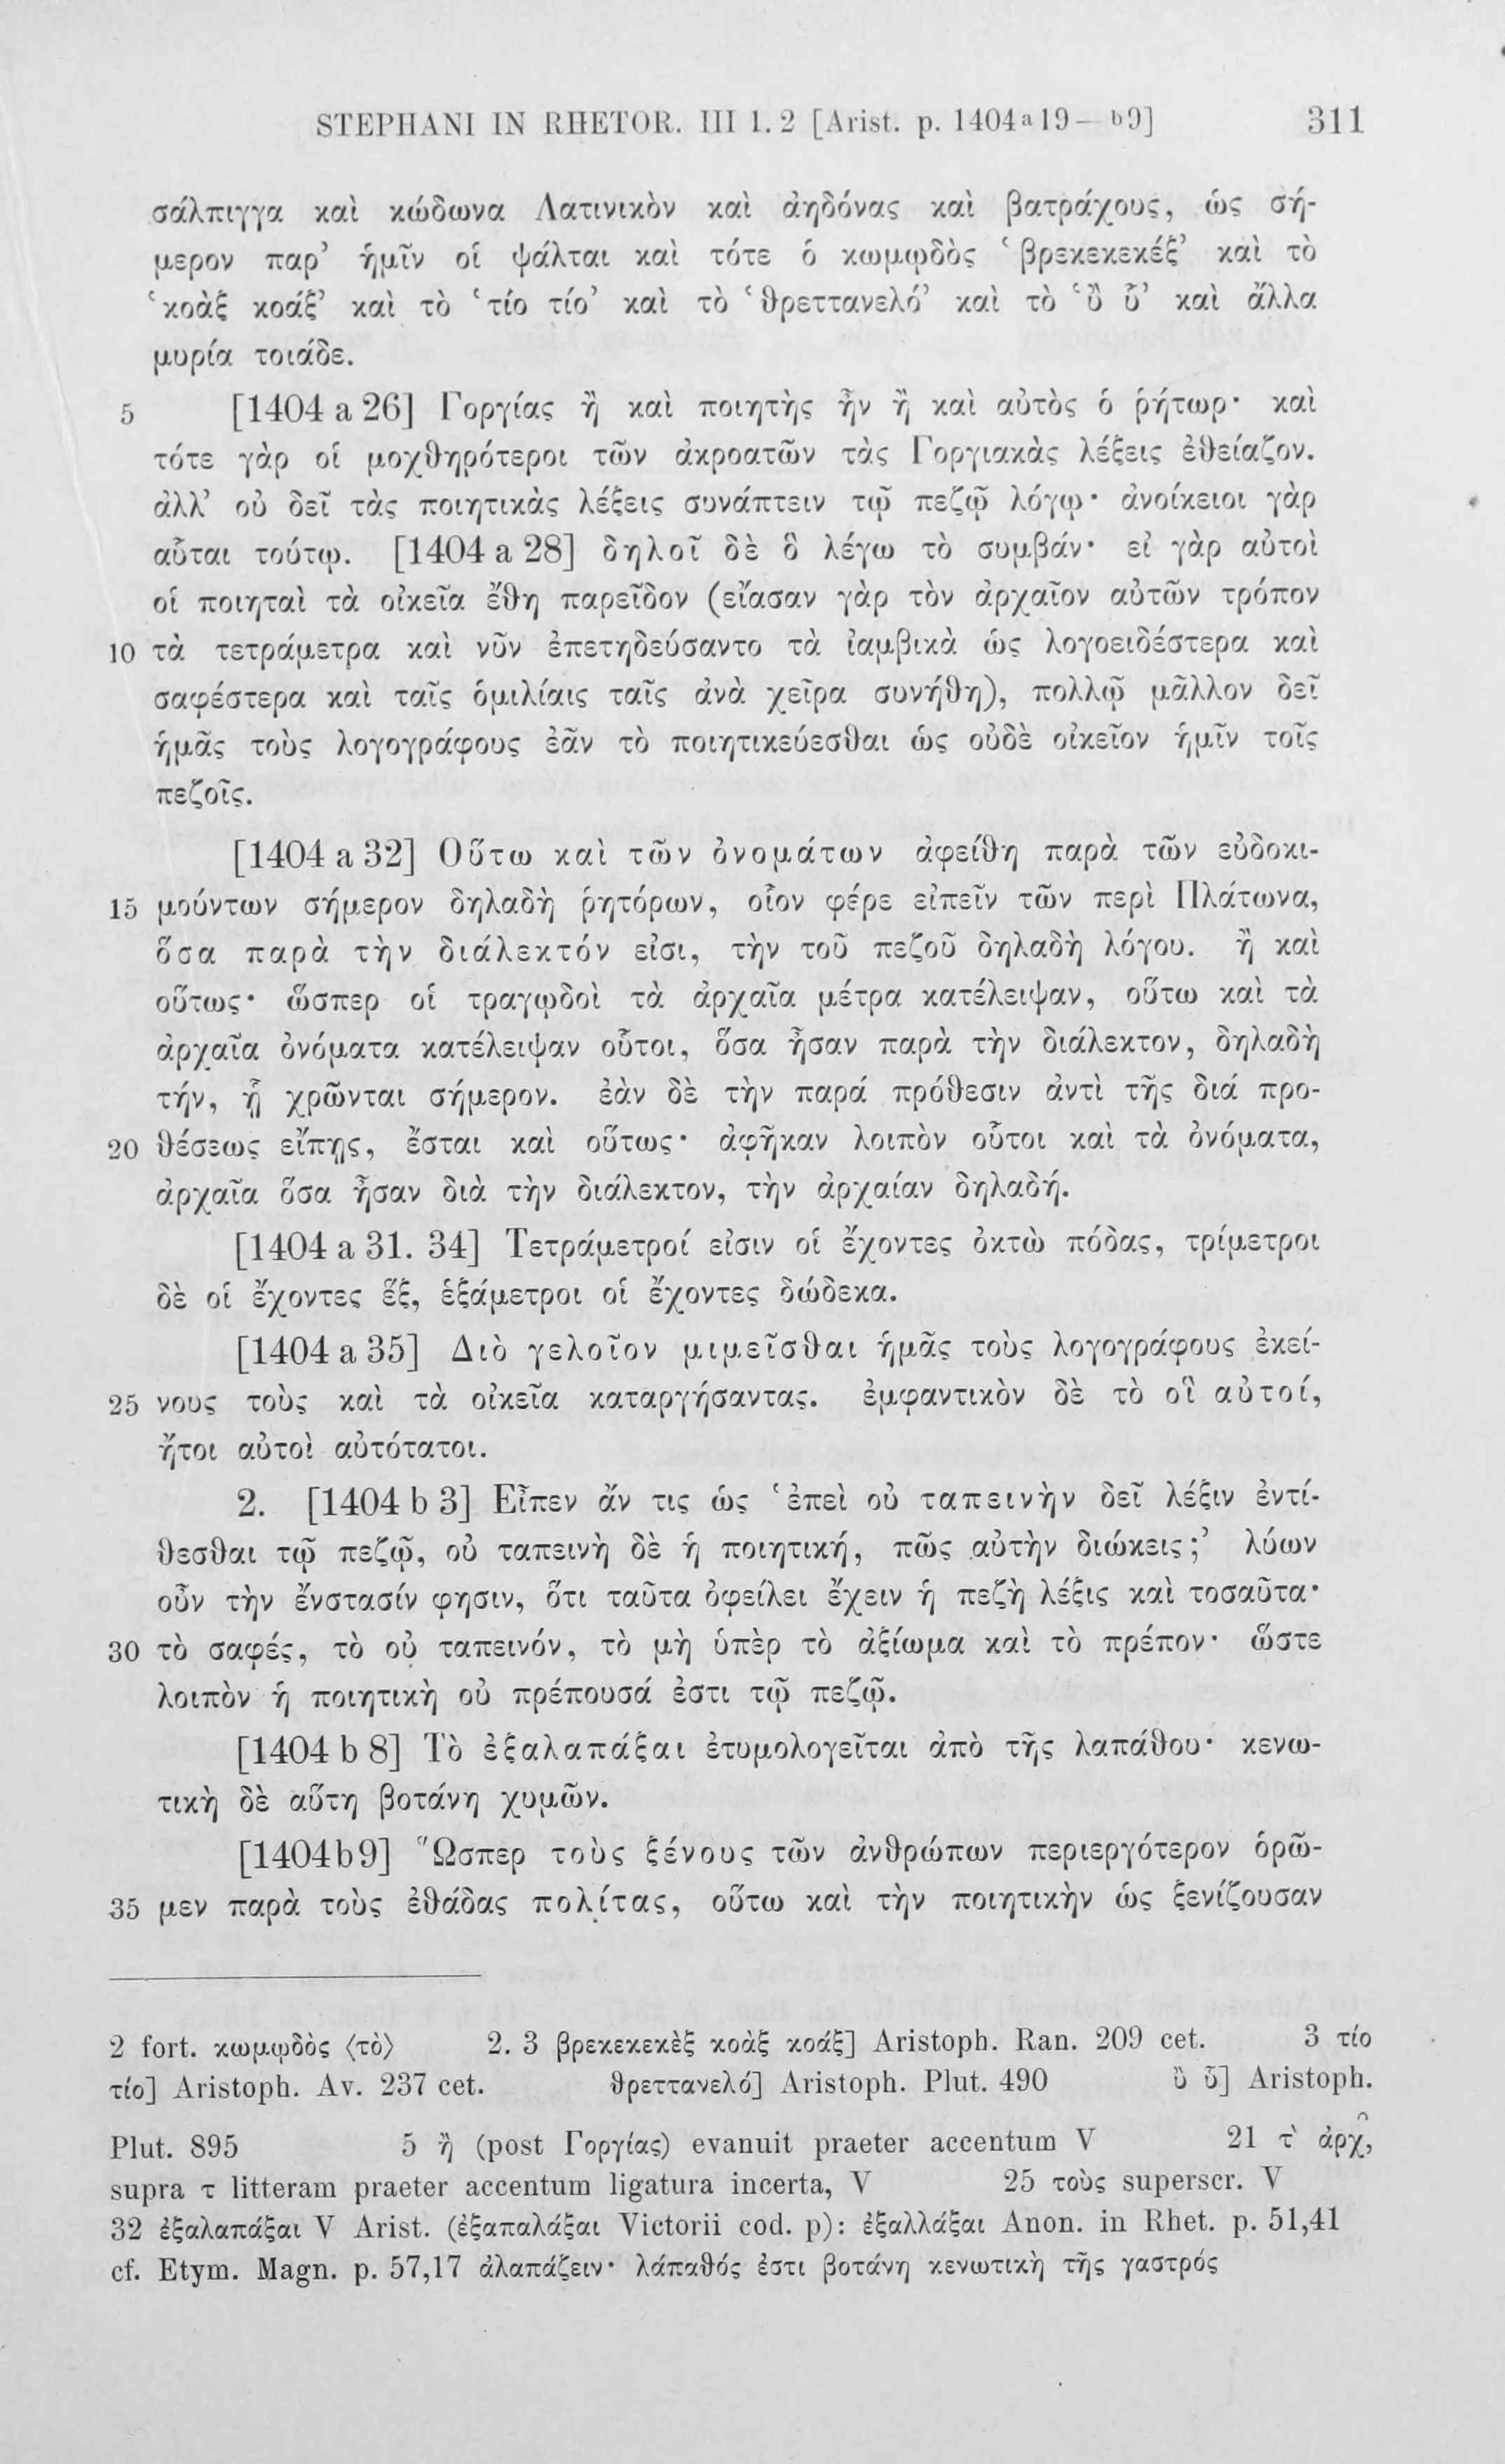 STEPHANI IN RHETOR. III 1. 2 [Arist. p. 1404 a 19 — b 9] 311
σάλπιγγα καὶ κώδωνα Λατινικὸν καὶ ἀηδόνας καὶ βατράχους, ὡς σή-
μερον παρ’ ἡμῖν οἱ ψάλται καὶ τότε ὁ κωμῳδὸς ‘βρεκεκεκέξ’ καὶ τὸ
‘κοὰξ κοάξ’ καὶ τὸ ‘τίο τίο’ καὶ τὸ ‘θρεττανελό’ καὶ τὸ ‘ὒ ὗ’ καὶ ἄλλα
μυρία τοιάδε.
5 [1404 a 26] Γοργίας ἢ καὶ ποιητὴς ἦν ἢ καὶ αὐτὸς ὁ ῥήτωρ· καὶ
τότε γὰρ οἱ μοχθηρότεροι τῶν ἀκροατῶν τὰς Γοργιακὰς λέξεις ἐθείαζον.
ἀλλ’ οὐ δεῖ τὰς ποιητικὰς λέξεις συνάπτειν τῷ πεζῷ λόγῳ· ἀνοίκειοι γὰρ
αὗται τούτῳ. [1404 a 28] δηλοῖ δὲ ὃ λέγω τὸ συμβάν· εἰ γὰρ αὐτοὶ
οἱ ποιηταὶ τὰ οἰκεῖα ἔθη παρεῖδον (εἴασαν γὰρ τὸν ἀρχαῖον αὐτῶν τρόπον
10 τὰ τετράμετρα καὶ νῦν ἐπετηδεύσαντο τὰ ἰαμβικὰ ὡς λογοειδέστερα καὶ
σαφέστερα καὶ ταῖς ὁμιλίαις ταῖς ἀνὰ χεῖρα συνήθη), πολλῷ μᾶλλον δεῖ
ἡμᾶς τοὺς λογογράφους ἐᾶν τὸ ποιητικεύεσθαι ὡς οὐδὲ οἰκεῖον ἡμῖν τοῖς
πεζοῖς.
[1404 a 32] Οὕτω καὶ τῶν ὀνομάτων ἀφείθη παρὰ τῶν εὐδοκι-
15 μούντων σήμερον δηλαδὴ ῥητόρων, οἷον φέρε εἰπεῖν τῶν περὶ Πλάτωνα,
ὅσα παρὰ τὴν διάλεκτόν εἰσι, τὴν τοῦ πεζοῦ δηλαδὴ λόγου. ἢ καὶ
οὕτως· ὥσπερ οἱ τραγῳδοὶ τὰ ἀρχαῖα μέτρα κατέλειψαν, οὕτω καὶ τὰ
ἀρχαῖα ὀνόματα κατέλειψαν οὗτοι, ὅσα ἦσαν παρὰ τὴν διάλεκτον, δηλαδὴ
τήν, ᾗ χρῶνται σήμερον. ἐὰν δὲ τὴν παρά πρόθεσιν ἀντὶ τῆς διά προ-
20 θέσεως εἴπῃς, ἔσται καὶ οὕτως· ἀφῆκαν λοιπὸν οὗτοι καὶ τὰ ὀνόματα,
ἀρχαῖα ὅσα ἦσαν διὰ τὴν διάλεκτον, τὴν ἀρχαίαν δηλαδή.
[1404 a 31. 34] Τετράμετροί εἰσιν οἱ ἔχοντες ὀκτὼ πόδας, τρίμετροι
δὲ οἱ ἔχοντες ἕξ, ἑξάμετροι οἱ ἔχοντες δώδεκα.
[1404 a 35] Διὸ γελοῖον μιμεῖσθαι ἡμᾶς τοὺς λογογράφους ἐκεί-
25 νους τοὺς καὶ τὰ οἰκεῖα καταργήσαντας. ἐμφαντικὸν δὲ τὸ οἳ αὐτοί,
ἤτοι αὐτοὶ αὐτότατοι.
2. [1404 b 3] Εἶπεν ἄν τις ὡς ‘ἐπεὶ οὐ ταπεινὴν δεῖ λέξιν ἐντί-
θεσθαι τῷ πεζῷ, οὐ ταπεινὴ δὲ ἡ ποιητική, πῶς αὐτὴν διώκεις;’ λύων
οὖν τὴν ἔνστασίν φησιν, ὅτι ταῦτα ὀφείλει ἔχειν ἡ πεζὴ λέξις καὶ τοσαῦτα·
30 τὸ σαφές, τὸ οὐ ταπεινόν, τὸ μὴ ὑπὲρ τὸ ἀξίωμα καὶ τὸ πρέπον· ὥστε
λοιπὸν ἡ ποιητικὴ οὐ πρέπουσά ἐστι τῷ πεζῷ.
[1404 b 8] Τὸ ἐξαλαπάξαι ἐτυμολογεῖται ἀπὸ τῆς λαπάθου· κενω-
τικὴ δὲ αὕτη βοτάνη χυμῶν.
[1404 b 9] Ὥσπερ τοὺς ξένους τῶν ἀνθρώπων περιεργότερον ὁρῶ-
35 μεν παρὰ τοὺς ἐθάδας πολίτας, οὕτω καὶ τὴν ποιητικὴν ὡς ξενίζουσαν
2 fort. κωμῳδὸς ⟨τὸ⟩ 2. 3 βρεκεκεκὲξ κοὰξ κοάξ] Aristoph. Ran. 209 cet. 3 τίο
τίο] Aristoph. Av. 237 cet. θρεττανελό] Aristoph. Plut. 490 ὒ ὗ] Aristoph.
Plut. 895 5 ἢ (post Γοργίας) evanuit praeter accentum V 21 τ̀ ἀρχ,
supra τ litteram praeter accentum ligatura incerta, V 25 τοὺς superscr. V
32 ἐξαλαπάξαι V Arist. (ἐξαπαλάξαι Victorii cod. p): ἐξαλλάξαι Anon. in Rhet. p. 51,41
cf. Etym. Magn. p. 57,17 ἀλαπάζειν· λάπαθός ἐστι βοτάνη κενωτικὴ τῆς γαστρός